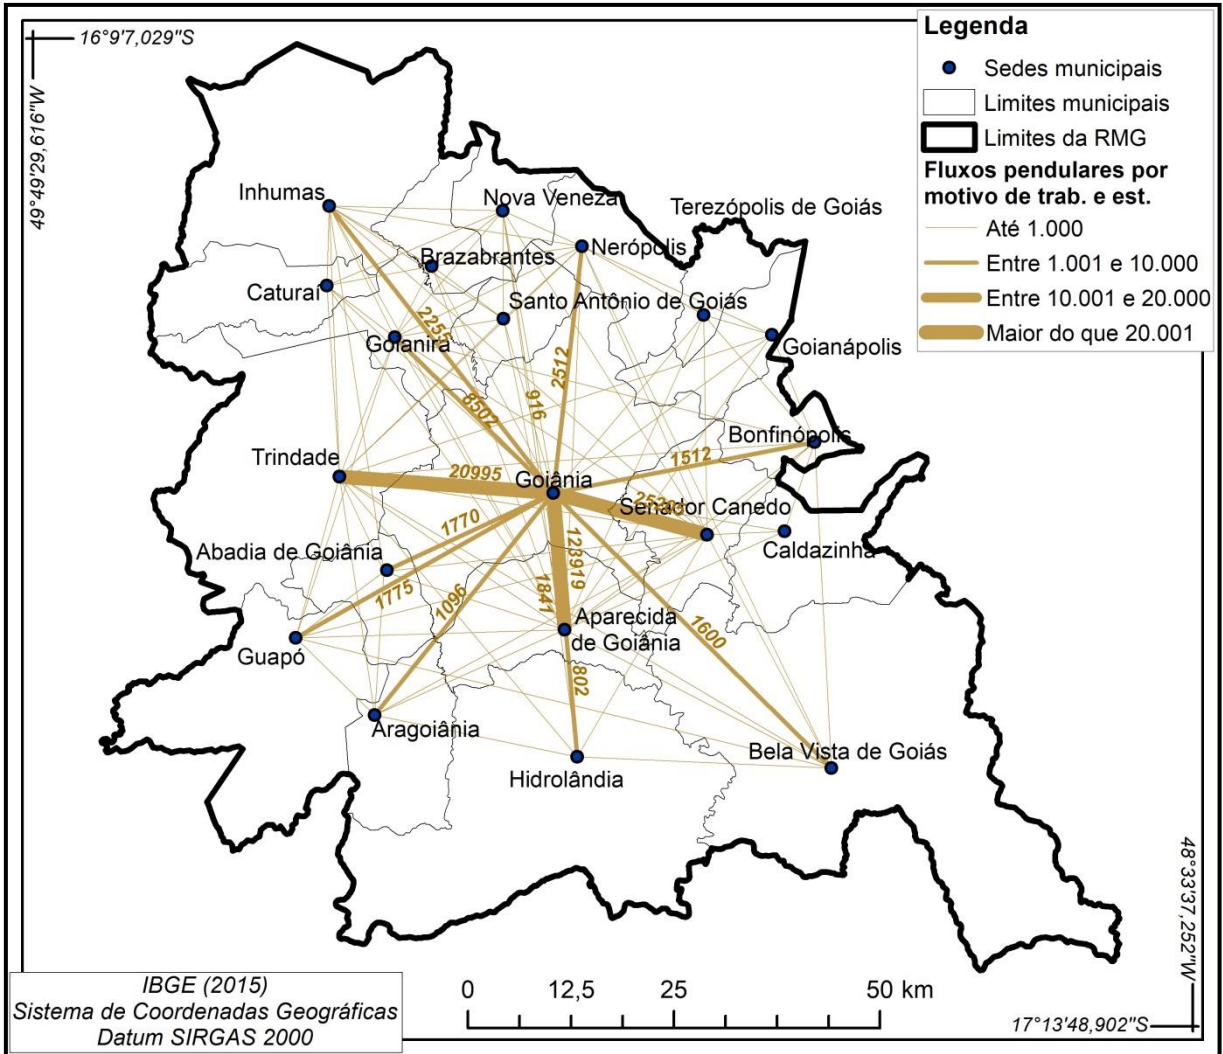 16°9'7,029"S
49°49'29,616"W
Legenda
Sedes municipais
Limites municipais
Limites da RMG
Fluxos pendulares por
motivo de trab. e est.
Até 1.000
Entre 1.001 e 10.000
Entre 10.001 e 20.000
Maior do que 20.001
Inhumas
Nova Veneza
Terezópolis de Goiás
Nerópolis
Brazabrantes
Caturaí
Santo Antônio de Goiás
2255
Goianira
Goianápolis
2512
8502
916
Bonfinópolis
Trindade
20995
1512
Goiânia
Senador Canedo
1770
Abadia de Goiânia
123919
Caldazinha
1775
1841
1096
Aparecida
de Goiânia
1600
Guapó
802
Aragoiânia
Bela Vista de Goiás
Hidrolândia
48°33'37,252"W
IBGE (2015)
Sistema de Coordenadas Geográficas
Datum SIRGAS 2000
0 12,5 25 50 km
17°13'48,902"S